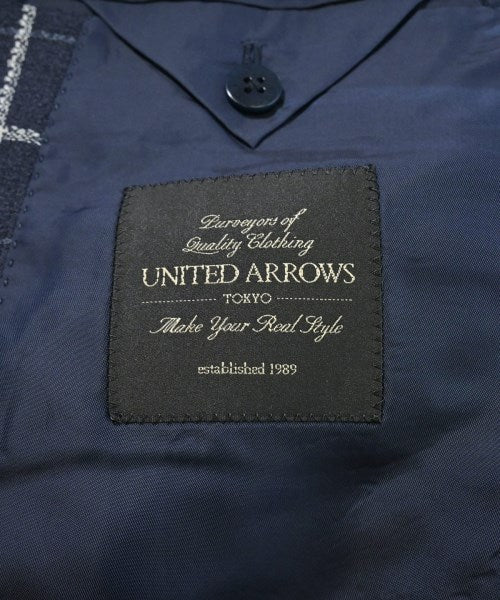 Purveyors of
Quality Clothing
UNITED ARROWS
TOKYO
Make Your Real Style
established 1989